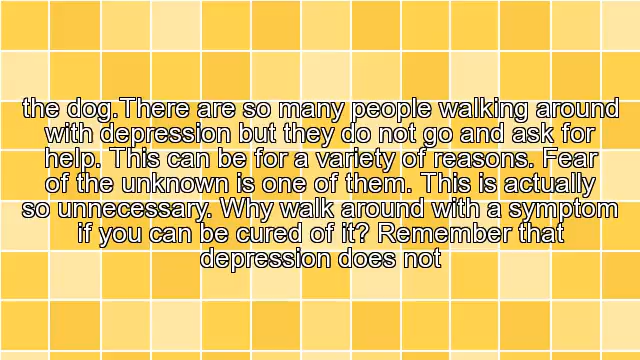 the dog.There are so many people walking around
with depression but they do not go and ask for
help. This can be for a variety of reasons. Fear
of the unknown is one of them. This is actually
so unnecessary. Why walk around with a symptom
if you can be cured of it? Remember that
depression does not